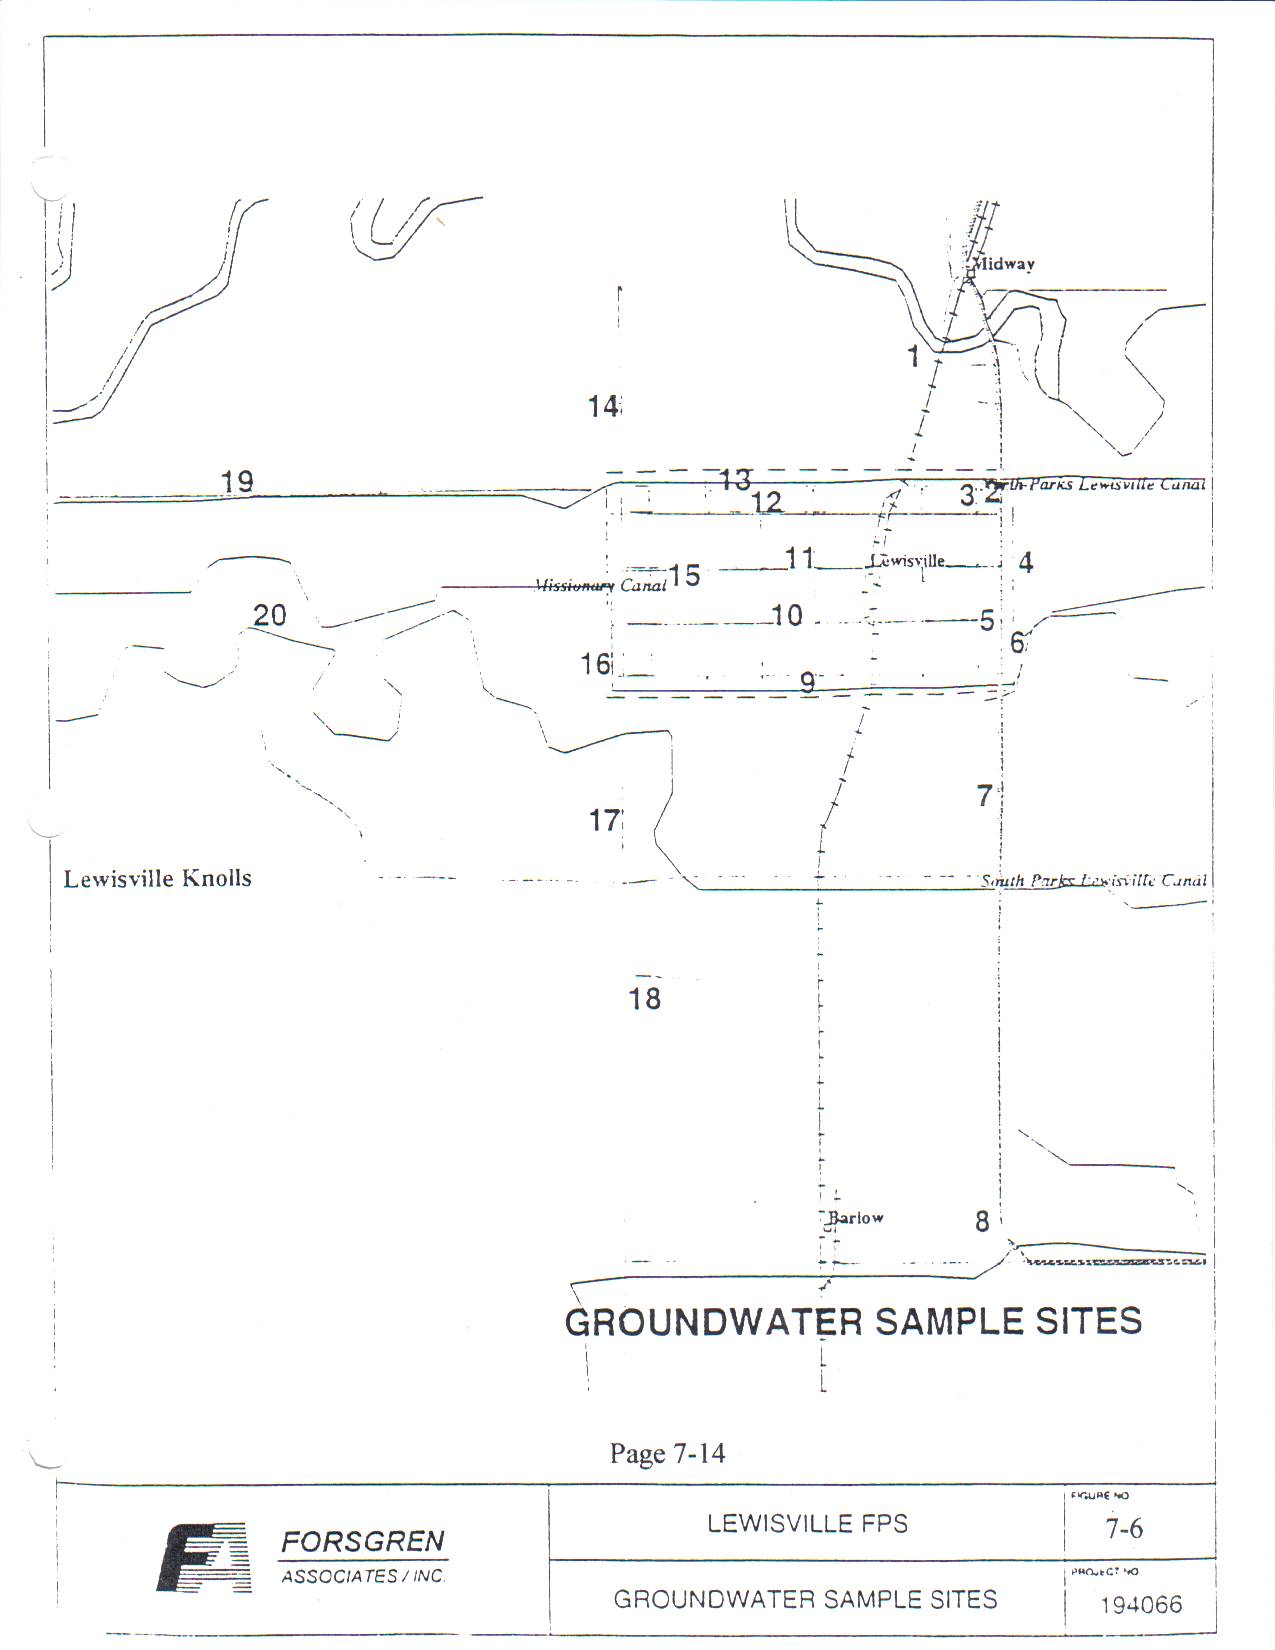 Midway
1
14
19
13
3 2
North Parks Lewisville Canal
12
11
Lewisville
4
Missionary Canal
15
20
10
5
6
16
9
7
17
Lewisville Knolls
South Parks Lewisville Canal
18
Barlow
8
GROUNDWATER SAMPLE SITES
Page 7-14
FORSGREN
ASSOCIATES / INC.
LEWISVILLE FPS
FIGURE NO
7-6
GROUNDWATER SAMPLE SITES
PROJECT NO
194066
FA